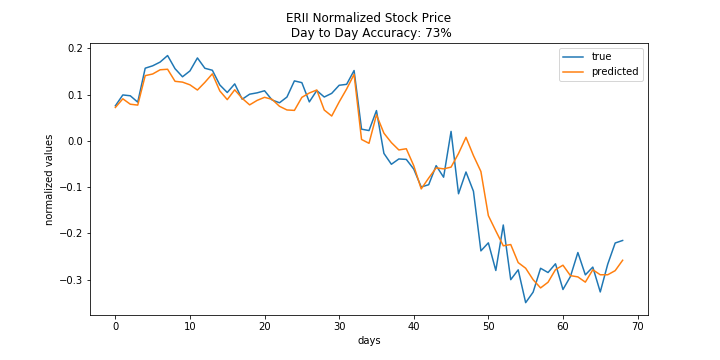 ERII Normalized Stock Price
Day to Day Accuracy: 73%
true
predicted
normalized values
0.2
0.1
0.0
−0.1
−0.2
−0.3
0 10 20 30 40 50 60 70
days